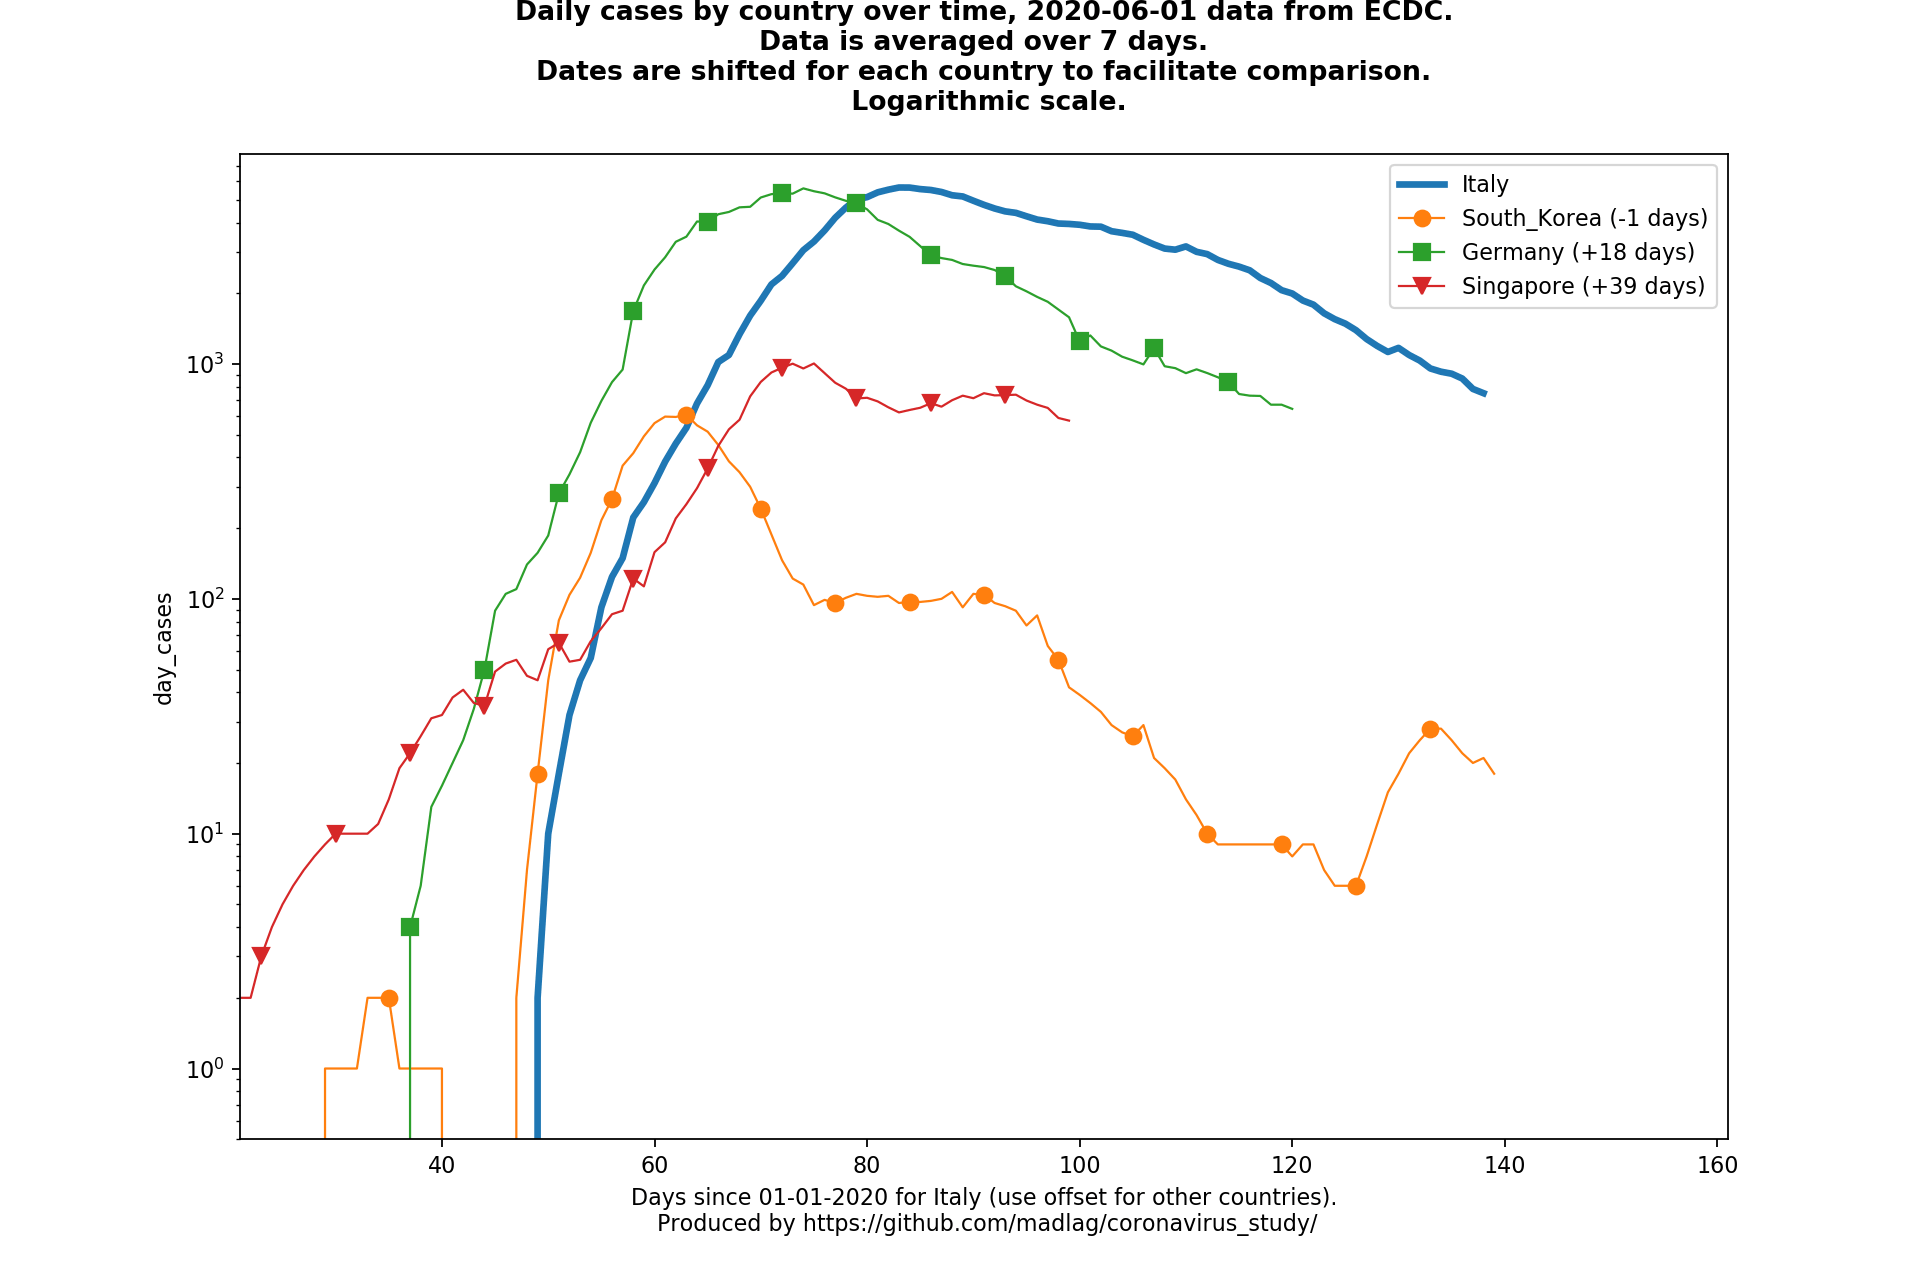 Daily cases by country over time, 2020-06-01 data from ECDC.
Data is averaged over 7 days.
Dates are shifted for each country to facilitate comparison.
Logarithmic scale.
Italy
South_Korea (-1 days)
Germany (+18 days)
Singapore (+39 days)
day_cases
10³
10²
10¹
10⁰
40 60 80 100 120 140 160
Days since 01-01-2020 for Italy (use offset for other countries).
Produced by https://github.com/madlag/coronavirus_study/